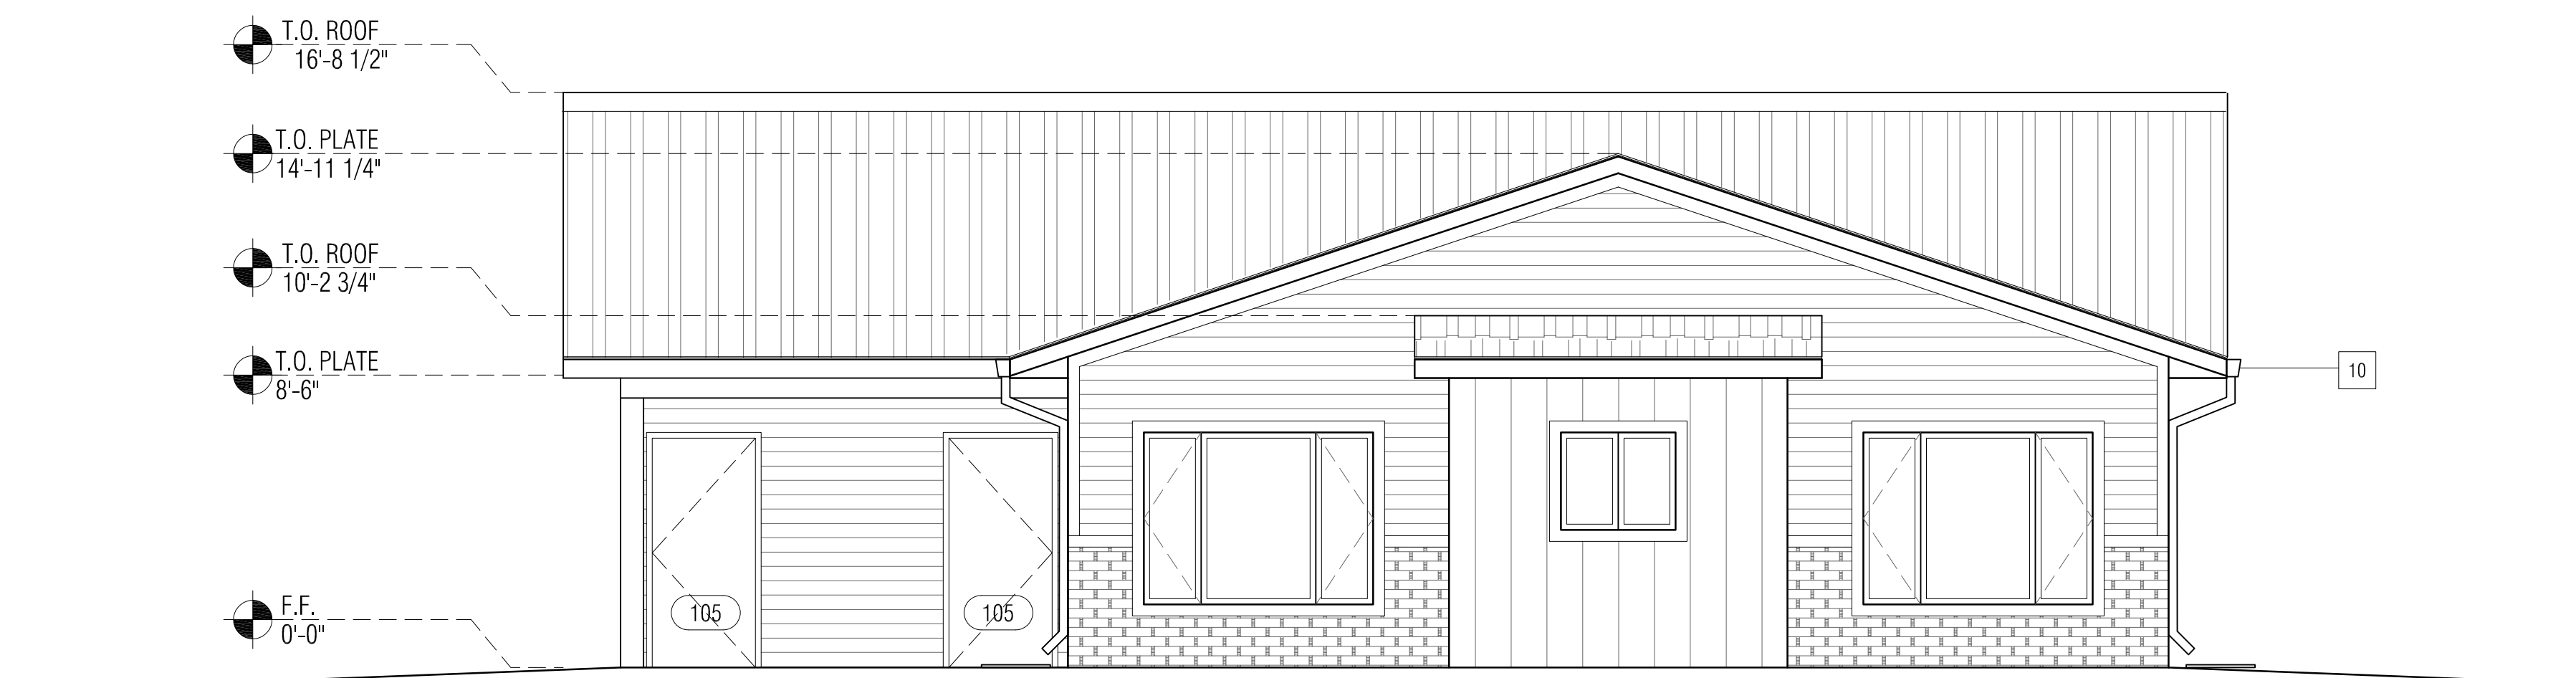 T.O. ROOF
16'-8 1/2"
T.O. PLATE
14'-11 1/4"
T.O. ROOF
10'-2 3/4"
T.O. PLATE
8'-6"
10
105
105
F.F.
0'-0"